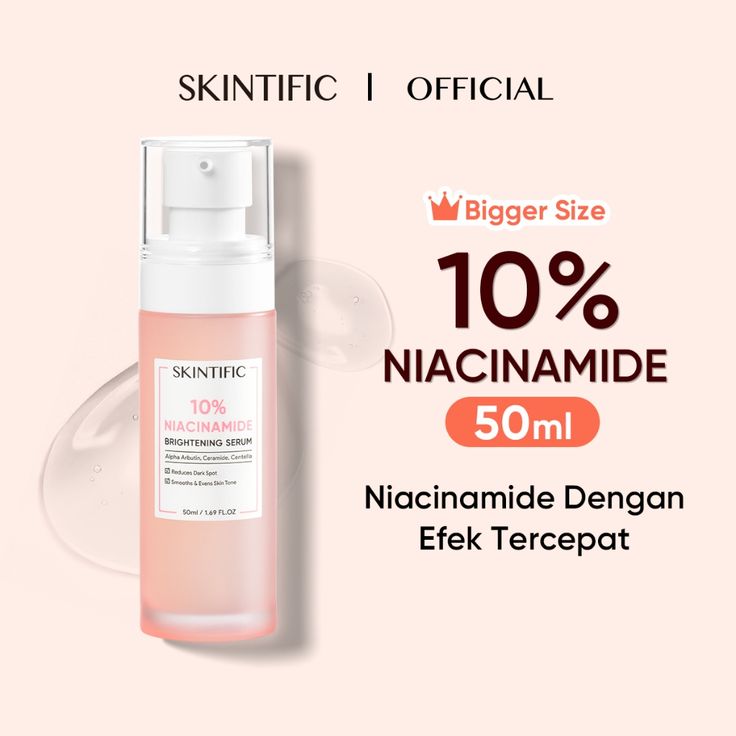 SKINTIFIC | OFFICIAL
Bigger Size
10%
NIACINAMIDE
50ml
Niacinamide Dengan
Efek Tercepat
SKINTIFIC
10%
NIACINAMIDE
BRIGHTENING SERUM
Alpha Arbutin, Ceramide, Centella
Reduces Dark Spot
Smooths & Evens Skin Tone
50ml / 1.69 FL.OZ